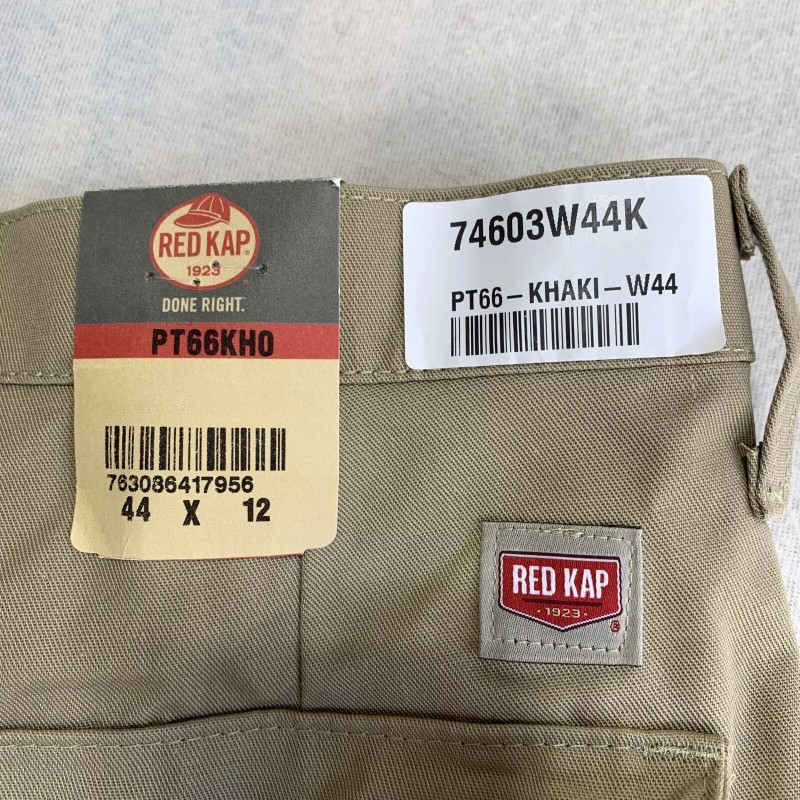 RED KAP®
1923
DONE RIGHT.
PT66KH0
763086417956
44 X 12
74603W44K
PT66-KHAKI-W44
RED KAP
·1923·
®